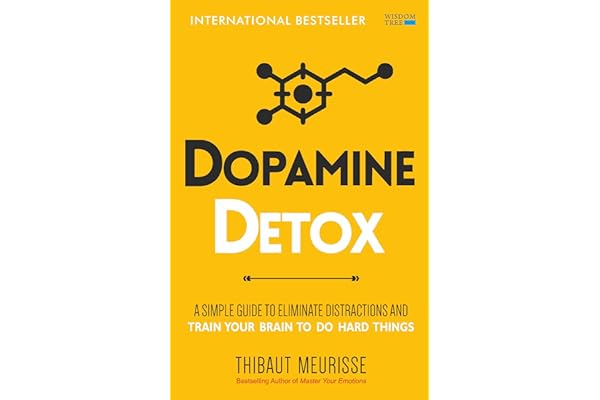 INTERNATIONAL BESTSELLER
WISDOM
TREE
DOPAMINE
DETOX
A SIMPLE GUIDE TO ELIMINATE DISTRACTIONS AND
TRAIN YOUR BRAIN TO DO HARD THINGS
THIBAUT MEURISSE
Bestselling Author of Master Your Emotions